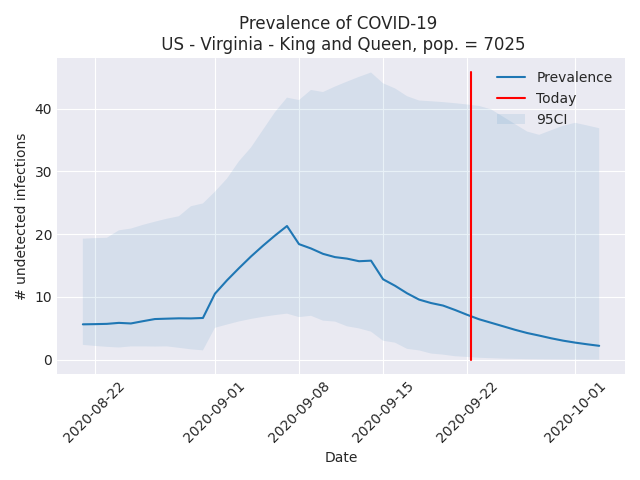 Prevalence of COVID-19
US - Virginia - King and Queen, pop. = 7025
Prevalence
Today
95CI
# undetected infections
40
30
20
10
0
2020-08-22
2020-09-01
2020-09-08
2020-09-15
2020-09-22
2020-10-01
Date